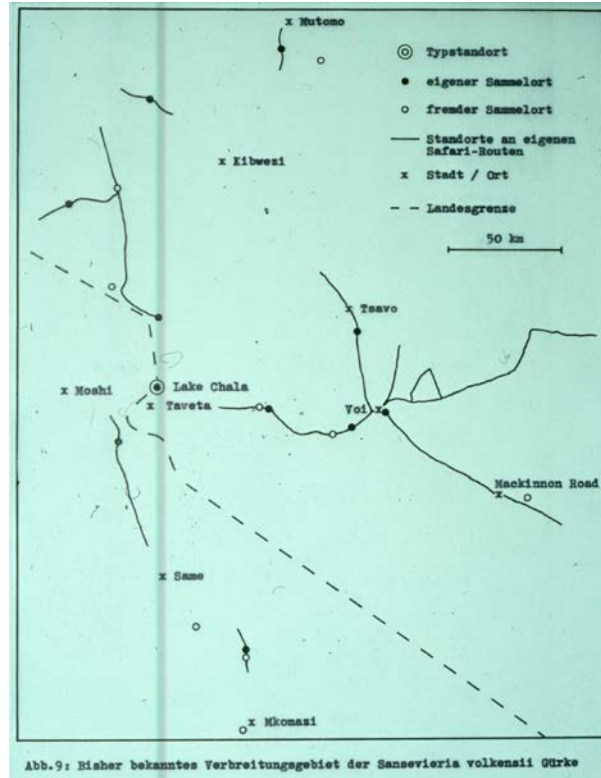 x Mutomo
Typstandort
eigener Sammelort
fremder Sammelort
Standorte an eigenen
Safari-Routen
x Kibwezi
x Stadt / Ort
Landesgrenze
50 km
x Tsavo
Lake Chala
x Moshi
x Taveta
Voi x
Mackinnon Road
x
x Same
x Mkomazi
Abb.9: Bisher bekanntes Verbreitungsgebiet der Sansevieria volkensii Gürke